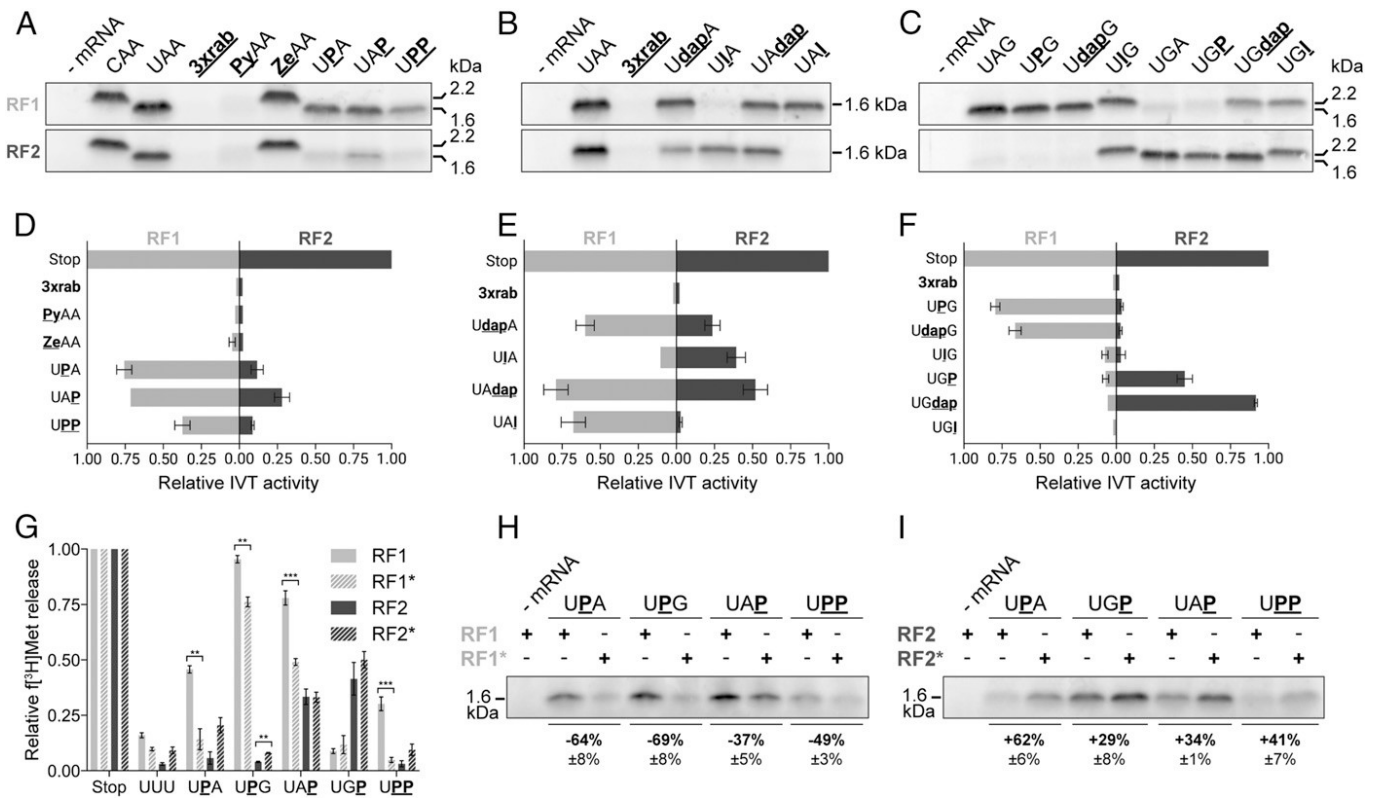 A
- mRNA CAA UAA 3xrab PyAA ZeAA UPA UAP UPP kDa
RF1 2.2
1.6
RF2 2.2
1.6
B
- mRNA UAA 3xrab UdapA UIA UAdap UAI
RF1 1.6 kDa
RF2 1.6 kDa
C
- mRNA UAG UPG UdapG UIG UGA UGP UGdap UGI kDa
2.2
1.6
2.2
1.6
D
RF1 RF2
Stop
3xrab
PyAA
ZeAA
UPA
UAP
UPP
1.00 0.75 0.50 0.25 0.00 0.25 0.50 0.75 1.00
Relative IVT activity
E
RF1 RF2
Stop
3xrab
UdapA
UIA
UAdap
UAI
1.00 0.75 0.50 0.25 0.00 0.25 0.50 0.75 1.00
Relative IVT activity
F
RF1 RF2
Stop
3xrab
UPG
UdapG
UIG
UGP
UGdap
UGI
1.00 0.75 0.50 0.25 0.00 0.25 0.50 0.75 1.00
Relative IVT activity
G
Relative f[³H]Met release
1.00
0.75
0.50
0.25
0.00
** ** *** ** ***
RF1
RF1*
RF2
RF2*
Stop UUU UPA UPG UAP UGP UPP
H
- mRNA UPA UPG UAP UPP
RF1 + + - + - + - + -
RF1* - - + - + - + - +
1.6
kDa
-64% -69% -37% -49%
±8% ±8% ±5% ±3%
I
- mRNA UPA UGP UAP UPP
RF2 + + - + - + - + -
RF2* - - + - + - + - +
1.6
kDa
+62% +29% +34% +41%
±6% ±8% ±1% ±7%